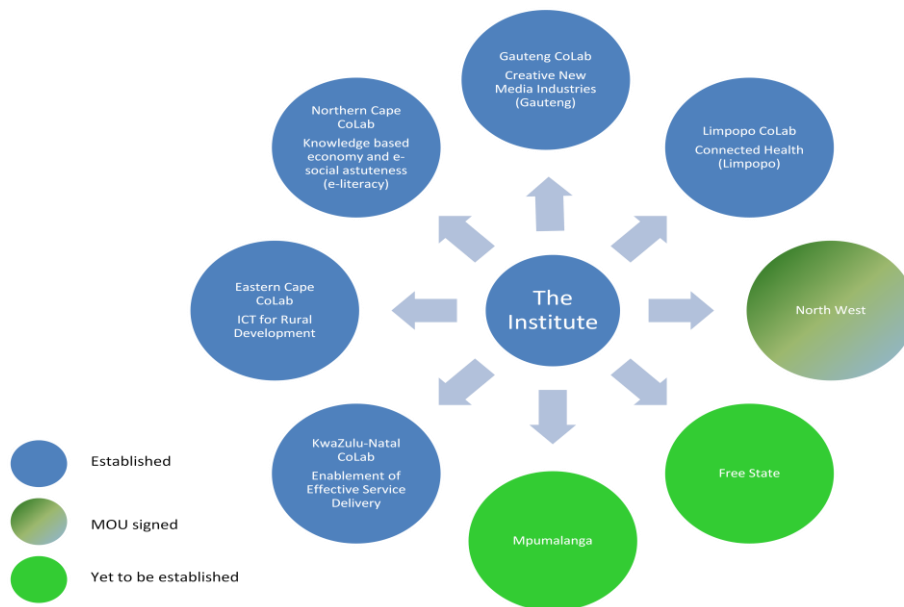 Gauteng CoLab
Creative New
Media Industries
(Gauteng)
Northern Cape
CoLab
Knowledge based
economy and e-
social astuteness
(e-literacy)
Limpopo CoLab
Connected Health
(Limpopo)
Eastern Cape
CoLab
ICT for Rural
Development
The
Institute
North West
KwaZulu-Natal
CoLab
Enablement of
Effective Service
Delivery
Free State
Mpumalanga
Established
MOU signed
Yet to be established